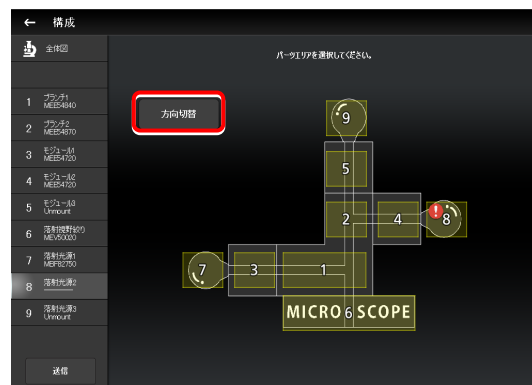 ← 構成
全体図
パーツエリアを選択してください。
1 ブランチ1
MEE54840
2 ブランチ2
MEE54870
3 モジュール1
MEE54720
4 モジュール2
MEE54720
5 モジュール3
Unmount
6 落射視野絞り
MEV50020
7 落射光源1
MBF82750
8 落射光源2
9 落射光源3
Unmount
送信
方向切替
9
5
2
4
8
7
3
1
MICRO 6 SCOPE